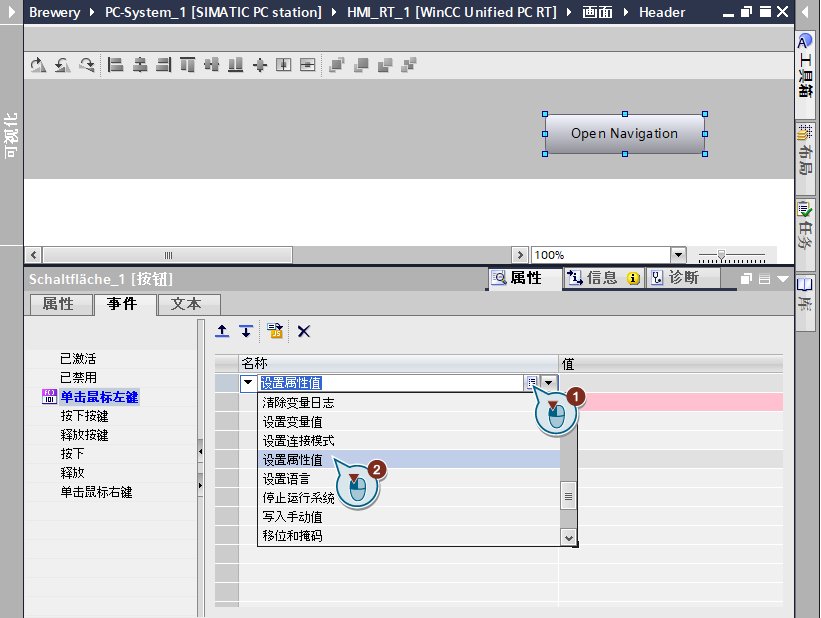 Brewery ▸ PC-System_1 [SIMATIC PC station] ▸ HMI_RT_1 [WinCC Unified PC RT] ▸ 画面 ▸ Header
工具箱
布局
任务
库
Open Navigation
100%
Schaltfläche_1 [按钮]
属性 信息 诊断
属性 事件 文本
已激活
已禁用
单击鼠标左键
按下按键
释放按键
按下
释放
单击鼠标右键
名称 值
设置属性值
清除变量日志
设置变量值
设置连接模式
设置属性值
设置语言
停止运行系统
写入手动值
移位和掩码
1
2